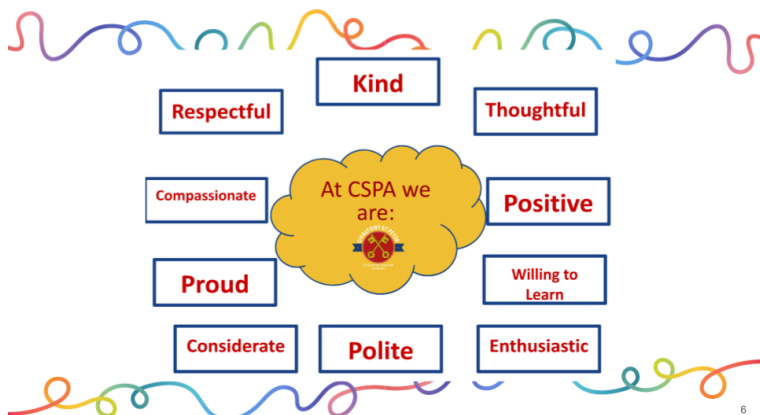 Kind
Respectful
Thoughtful
At CSPA we
are:
Compassionate
Positive
Proud
Willing to
Learn
Considerate
Polite
Enthusiastic
6